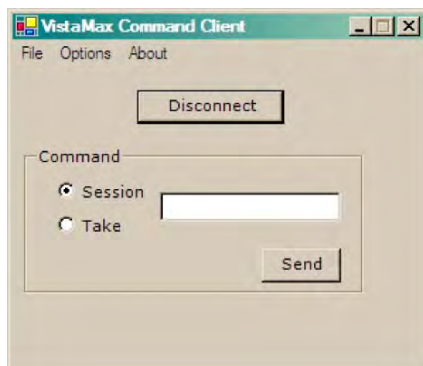 VistaMax Command Client
File Options About
Disconnect
Command
Session
Take
Send